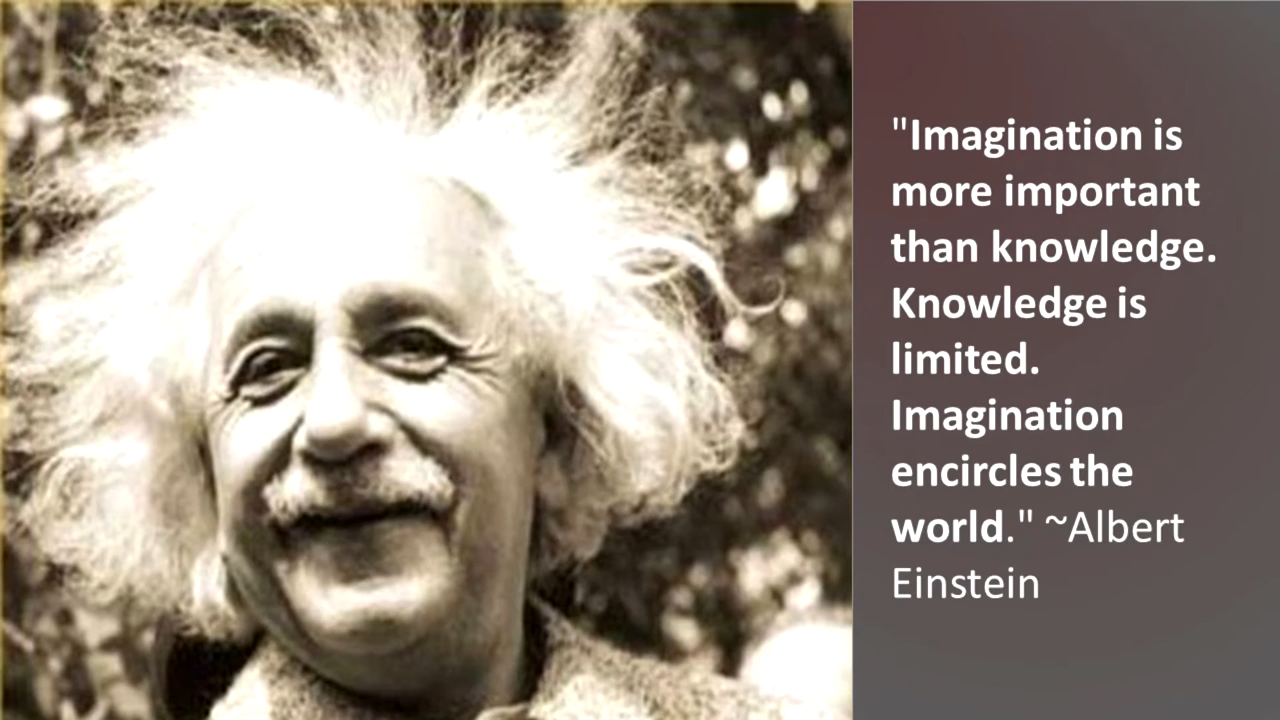 "Imagination is
more important
than knowledge.
Knowledge is
limited.
Imagination
encircles the
world." ~Albert
Einstein